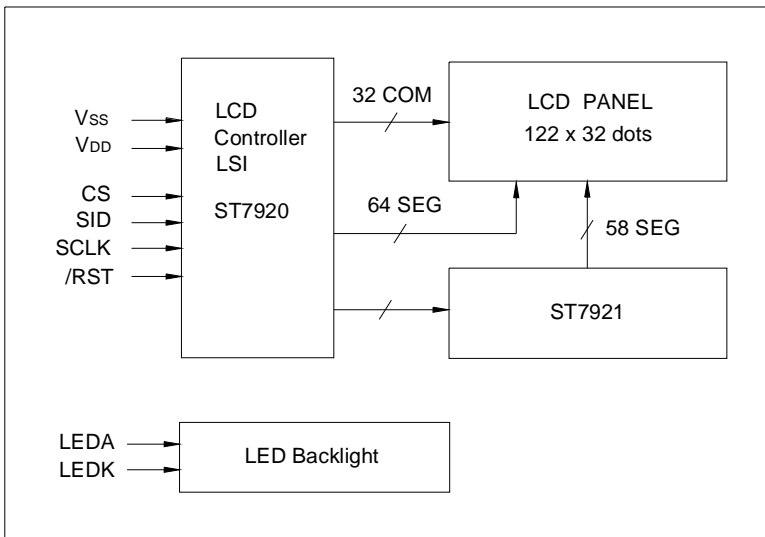 VSS
VDD
CS
SID
SCLK
/RST
LCD
Controller
LSI
ST7920
32 COM
64 SEG
LCD PANEL
122 x 32 dots
58 SEG
ST7921
LEDA
LEDK
LED Backlight